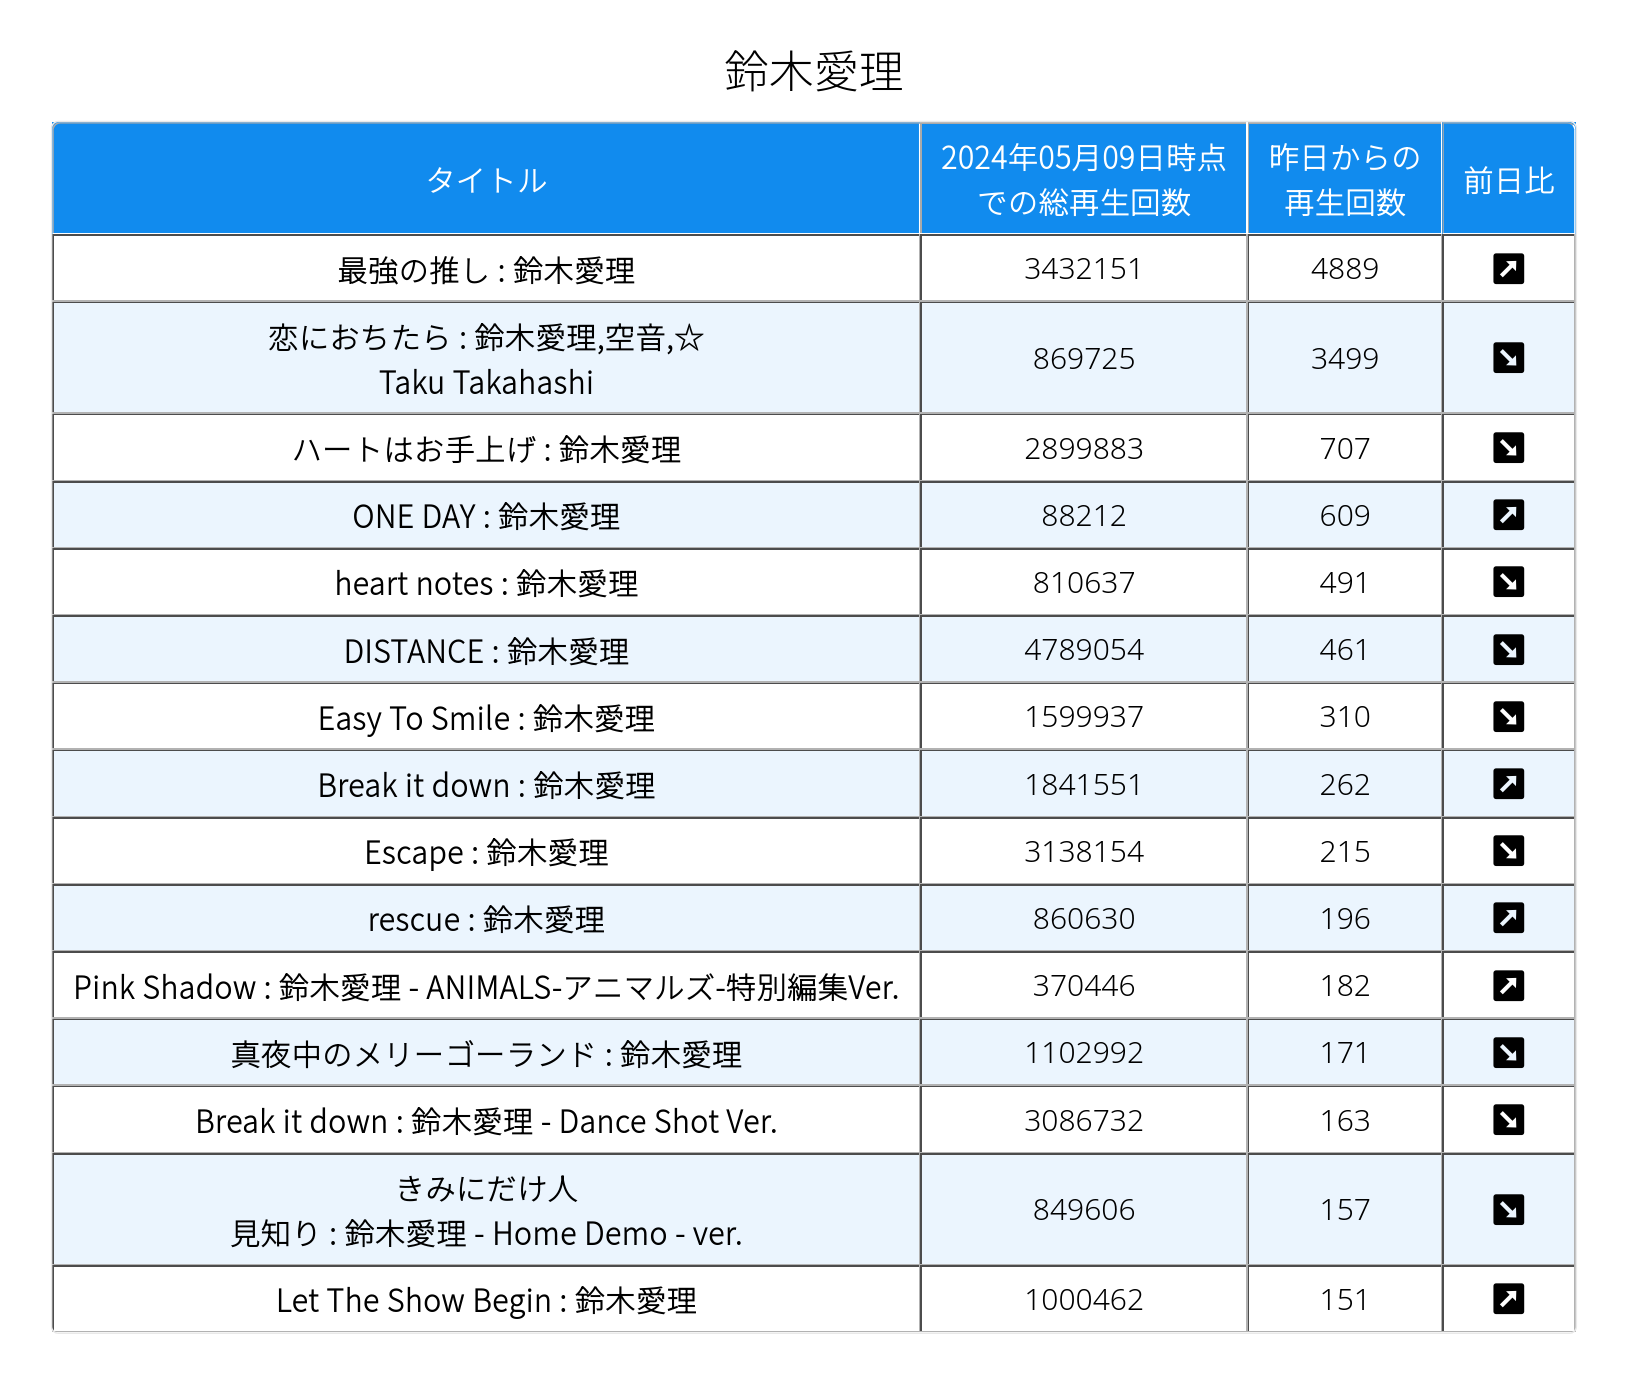 鈴木愛理
タイトル
2024年05月09日時点
での総再生回数
昨日からの
再生回数
前日比
最強の推し : 鈴木愛理 3432151 4889
恋におちたら : 鈴木愛理,空音,☆
Taku Takahashi
869725 3499
ハートはお手上げ : 鈴木愛理 2899883 707
ONE DAY : 鈴木愛理 88212 609
heart notes : 鈴木愛理 810637 491
DISTANCE : 鈴木愛理 4789054 461
Easy To Smile : 鈴木愛理 1599937 310
Break it down : 鈴木愛理 1841551 262
Escape : 鈴木愛理 3138154 215
rescue : 鈴木愛理 860630 196
Pink Shadow : 鈴木愛理 - ANIMALS-アニマルズ-特別編集Ver. 370446 182
真夜中のメリーゴーランド : 鈴木愛理 1102992 171
Break it down : 鈴木愛理 - Dance Shot Ver. 3086732 163
きみにだけ人
見知り : 鈴木愛理 - Home Demo - ver.
849606 157
Let The Show Begin : 鈴木愛理 1000462 151